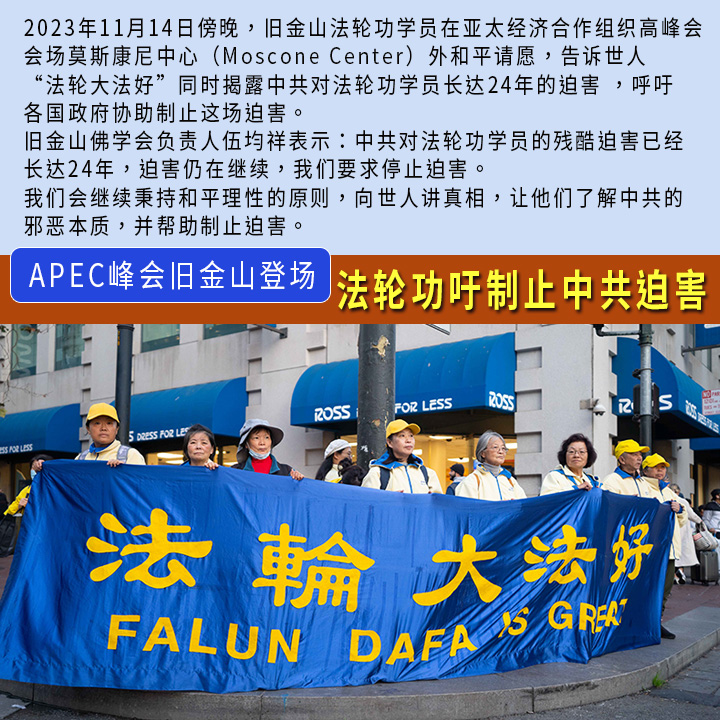 2023年11月14日傍晚，旧金山法轮功学员在亚太经济合作组织高峰会
会场莫斯康尼中心（Moscone Center）外和平请愿，告诉世人
“法轮大法好”同时揭露中共对法轮功学员长达24年的迫害 ，呼吁
各国政府协助制止这场迫害。
旧金山佛学会负责人伍均祥表示：中共对法轮功学员的残酷迫害已经
长达24年，迫害仍在继续，我们要求停止迫害。
我们会继续秉持和平理性的原则，向世人讲真相，让他们了解中共的
邪恶本质，并帮助制止迫害。
APEC峰会旧金山登场
法轮功吁制止中共迫害
DRESS FOR LESS
ROSS DRESS FOR LESS
ROSS
法輪大法好
FALUN DAFA IS GREAT